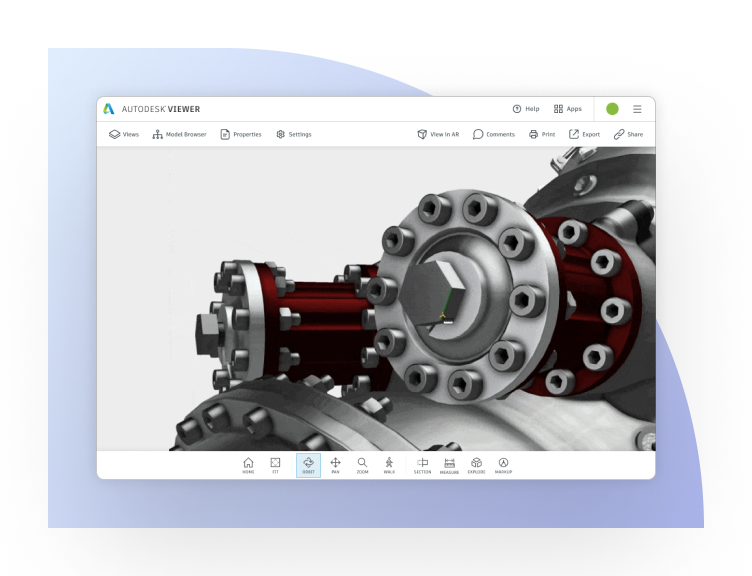 AUTODESK VIEWER
Help
Apps
Views
Model Browser
Properties
Settings
View In AR
Comments
Print
Export
Share
HOME
FIT
ORBIT
PAN
ZOOM
WALK
SECTION
MEASURE
EXPLODE
MARKUP